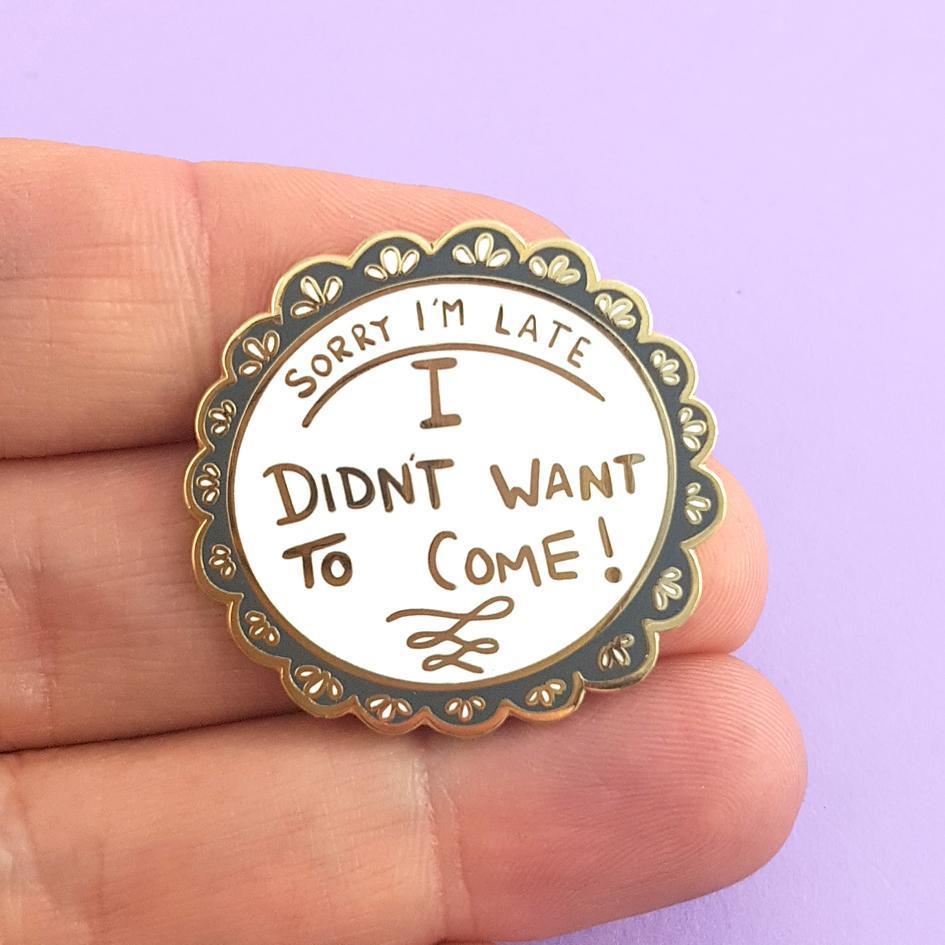 SORRY I'M LATE
I
DIDN'T WANT
TO COME!